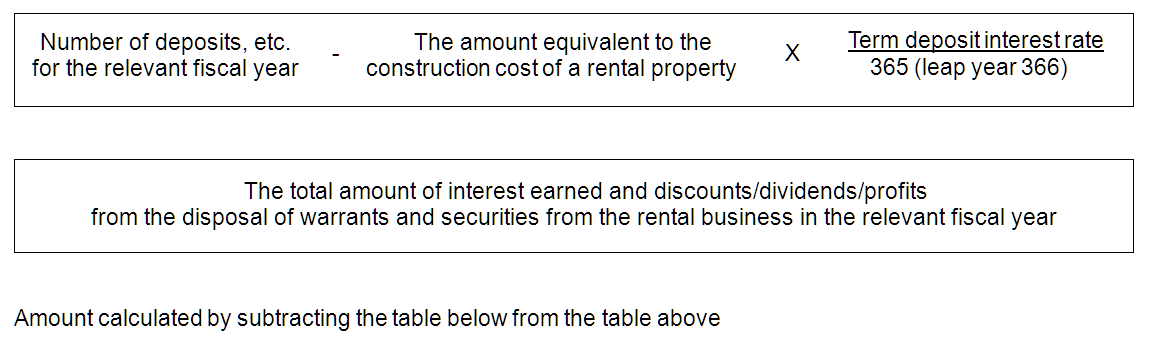 Number of deposits, etc. - The amount equivalent to the X Term deposit interest rate
for the relevant fiscal year construction cost of a rental property 365 (leap year 366)
The total amount of interest earned and discounts/dividends/profits
from the disposal of warrants and securities from the rental business in the relevant fiscal year
Amount calculated by subtracting the table below from the table above